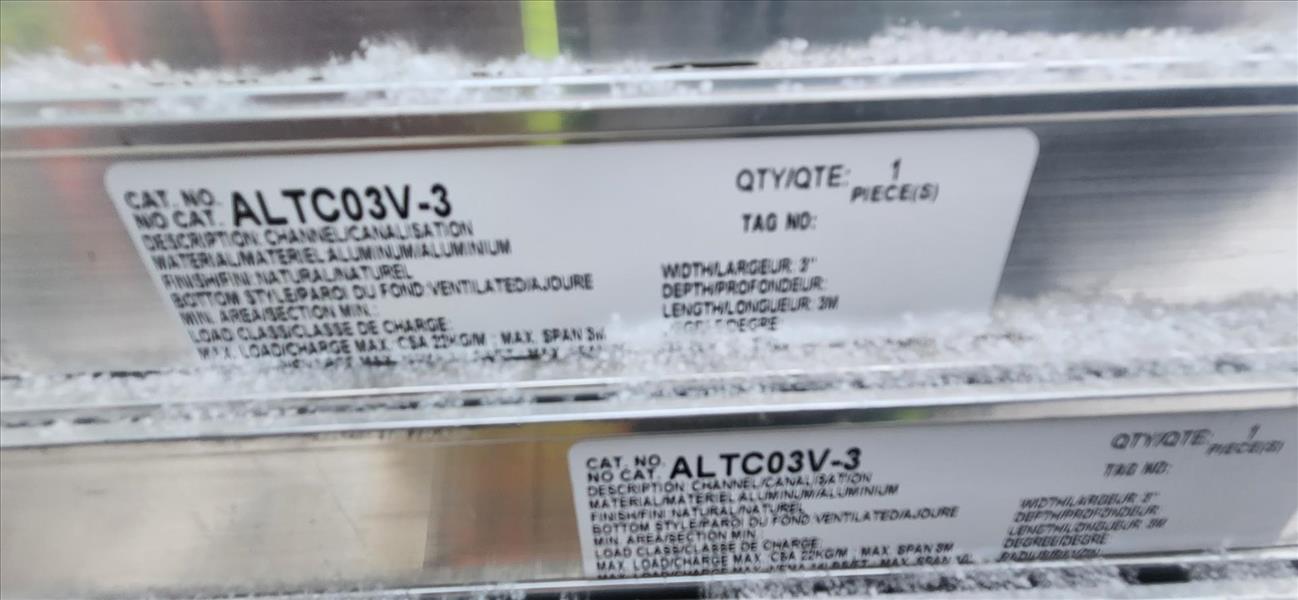 CAT. NO.
NO CAT. ALTC03V-3
DESCRIPTION: CHANNEL/CANALISATION
MATERIAL/MATERIEL: ALUMINUM/ALUMINIUM
FINISH/FINI: NATURAL/NATUREL
BOTTOM STYLE/PAROI DU FOND: VENTILATED/AJOURE
MIN. AREA/SECTION MIN.:
LOAD CLASS/CLASSE DE CHARGE:
MAX. LOAD/CHARGE MAX. CSA 22KG/M ; MAX. SPAN 3M
QTY/QTE: 1
PIECE(S)
TAG NO:
WIDTH/LARGEUR: 3"
DEPTH/PROFONDEUR:
LENGTH/LONGUEUR: 3M
DEGREE/DEGRE
CAT. NO.
NO CAT. ALTC03V-3
DESCRIPTION: CHANNEL/CANALISATION
MATERIAL/MATERIEL: ALUMINUM/ALUMINIUM
FINISH/FINI: NATURAL/NATUREL
BOTTOM STYLE/PAROI DU FOND: VENTILATED/AJOURE
MIN. AREA/SECTION MIN.:
LOAD CLASS/CLASSE DE CHARGE:
MAX. LOAD/CHARGE MAX. CSA 22KG/M ; MAX. SPAN 3M
QTY/QTE: 1
PIECE(S)
TAG NO:
WIDTH/LARGEUR: 3"
DEPTH/PROFONDEUR:
LENGTH/LONGUEUR: 3M
DEGREE/DEGRE: